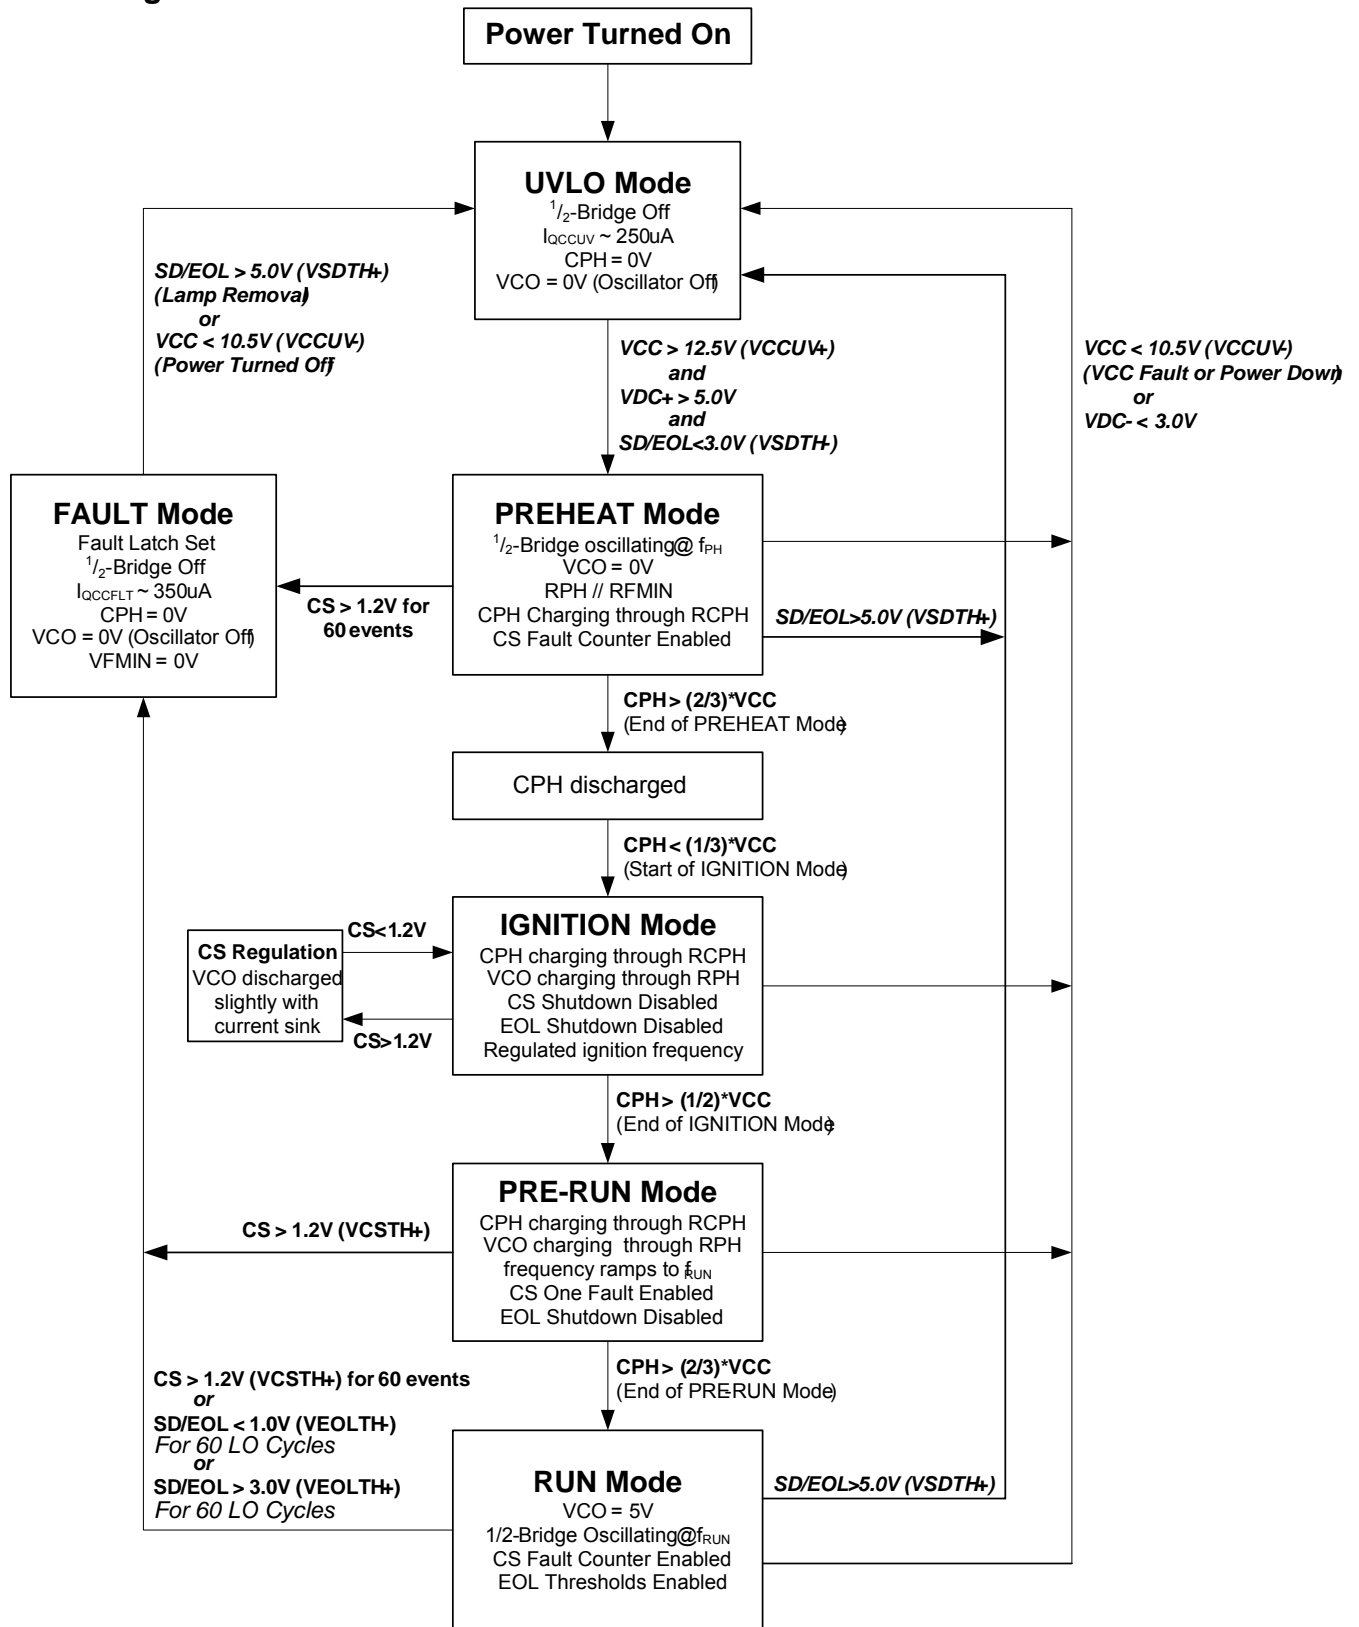 Power Turned On
UVLO Mode
1/2-Bridge Off
IQCCUV ~ 250uA
CPH = 0V
VCO = 0V (Oscillator Off)
SD/EOL > 5.0V (VSDTH+)
(Lamp Removal)
or
VCC < 10.5V (VCCUV-)
(Power Turned Off)
VCC > 12.5V (VCCUV+)
and
VDC+ > 5.0V
and
SD/EOL<3.0V (VSDTH-)
VCC < 10.5V (VCCUV-)
(VCC Fault or Power Down)
or
VDC- < 3.0V
FAULT Mode
Fault Latch Set
1/2-Bridge Off
IQCCFLT ~ 350uA
CPH = 0V
VCO = 0V (Oscillator Off)
VFMIN = 0V
CS > 1.2V for
60 events
PREHEAT Mode
1/2-Bridge oscillating@ fPH
VCO = 0V
RPH // RFMIN
CPH Charging through RCPH
CS Fault Counter Enabled
SD/EOL>5.0V (VSDTH+)
CPH > (2/3)*VCC
(End of PREHEAT Mode)
CPH discharged
CPH < (1/3)*VCC
(Start of IGNITION Mode)
CS Regulation
VCO discharged
slightly with
current sink
CS<1.2V
CS>1.2V
IGNITION Mode
CPH charging through RCPH
VCO charging through RPH
CS Shutdown Disabled
EOL Shutdown Disabled
Regulated ignition frequency
CPH > (1/2)*VCC
(End of IGNITION Mode)
CS > 1.2V (VCSTH+)
PRE-RUN Mode
CPH charging through RCPH
VCO charging through RPH
frequency ramps to fRUN
CS One Fault Enabled
EOL Shutdown Disabled
CPH > (2/3)*VCC
(End of PRE-RUN Mode)
CS > 1.2V (VCSTH+) for 60 events
or
SD/EOL < 1.0V (VEOLTH-)
For 60 LO Cycles
or
SD/EOL > 3.0V (VEOLTH+)
For 60 LO Cycles
RUN Mode
VCO = 5V
1/2-Bridge Oscillating@fRUN
CS Fault Counter Enabled
EOL Thresholds Enabled
SD/EOL>5.0V (VSDTH+)